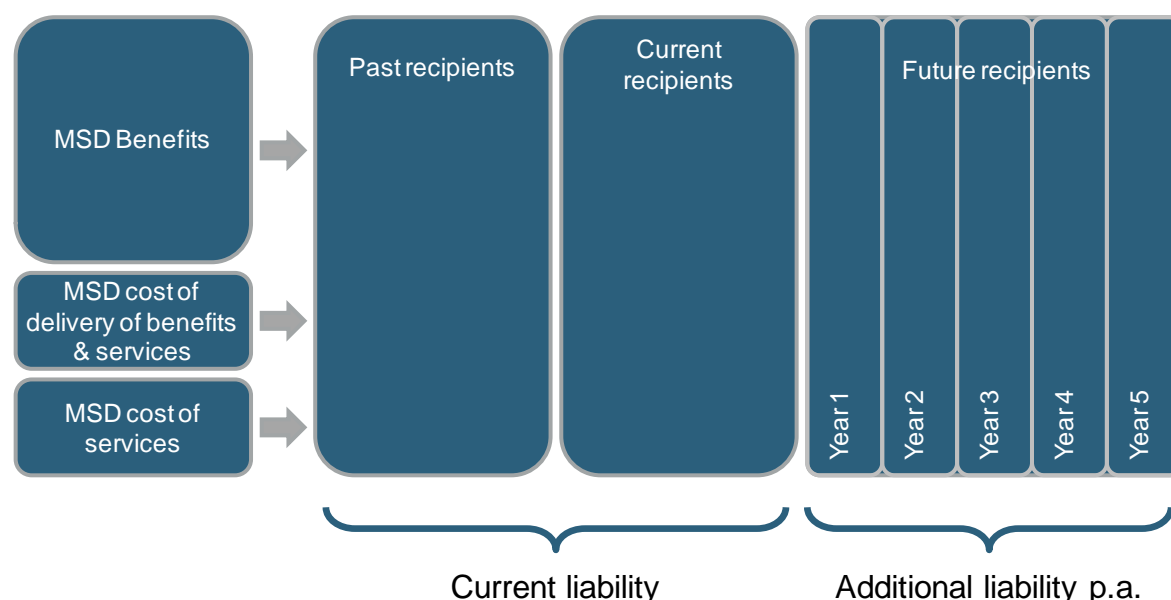 MSD Benefits
MSD cost of
delivery of benefits
& services
MSD cost of
services
Past recipients
Current
recipients
Future recipients
Year 1
Year 2
Year 3
Year 4
Year 5
Current liability
Additional liability p.a.